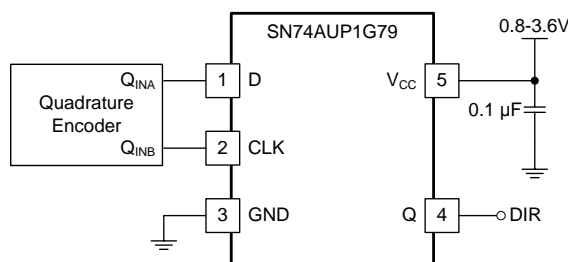 SN74AUP1G79
0.8-3.6V
Quadrature
Encoder
QINA
1
D
VCC
5
0.1 µF
QINB
2
CLK
3
GND
Q
4
DIR